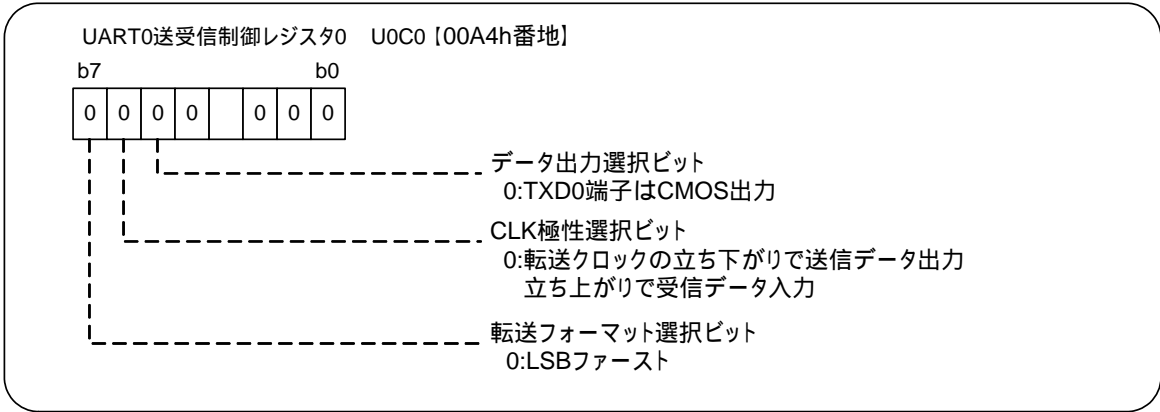 UART0送受信制御レジスタ0 U0C0【00A4h番地】
b7 b0
0 0 0 0 0 0 0
データ出力選択ビット
0:TXD0端子はCMOS出力
CLK極性選択ビット
0:転送クロックの立ち下がりで送信データ出力
立ち上がりで受信データ入力
転送フォーマット選択ビット
0:LSBファースト